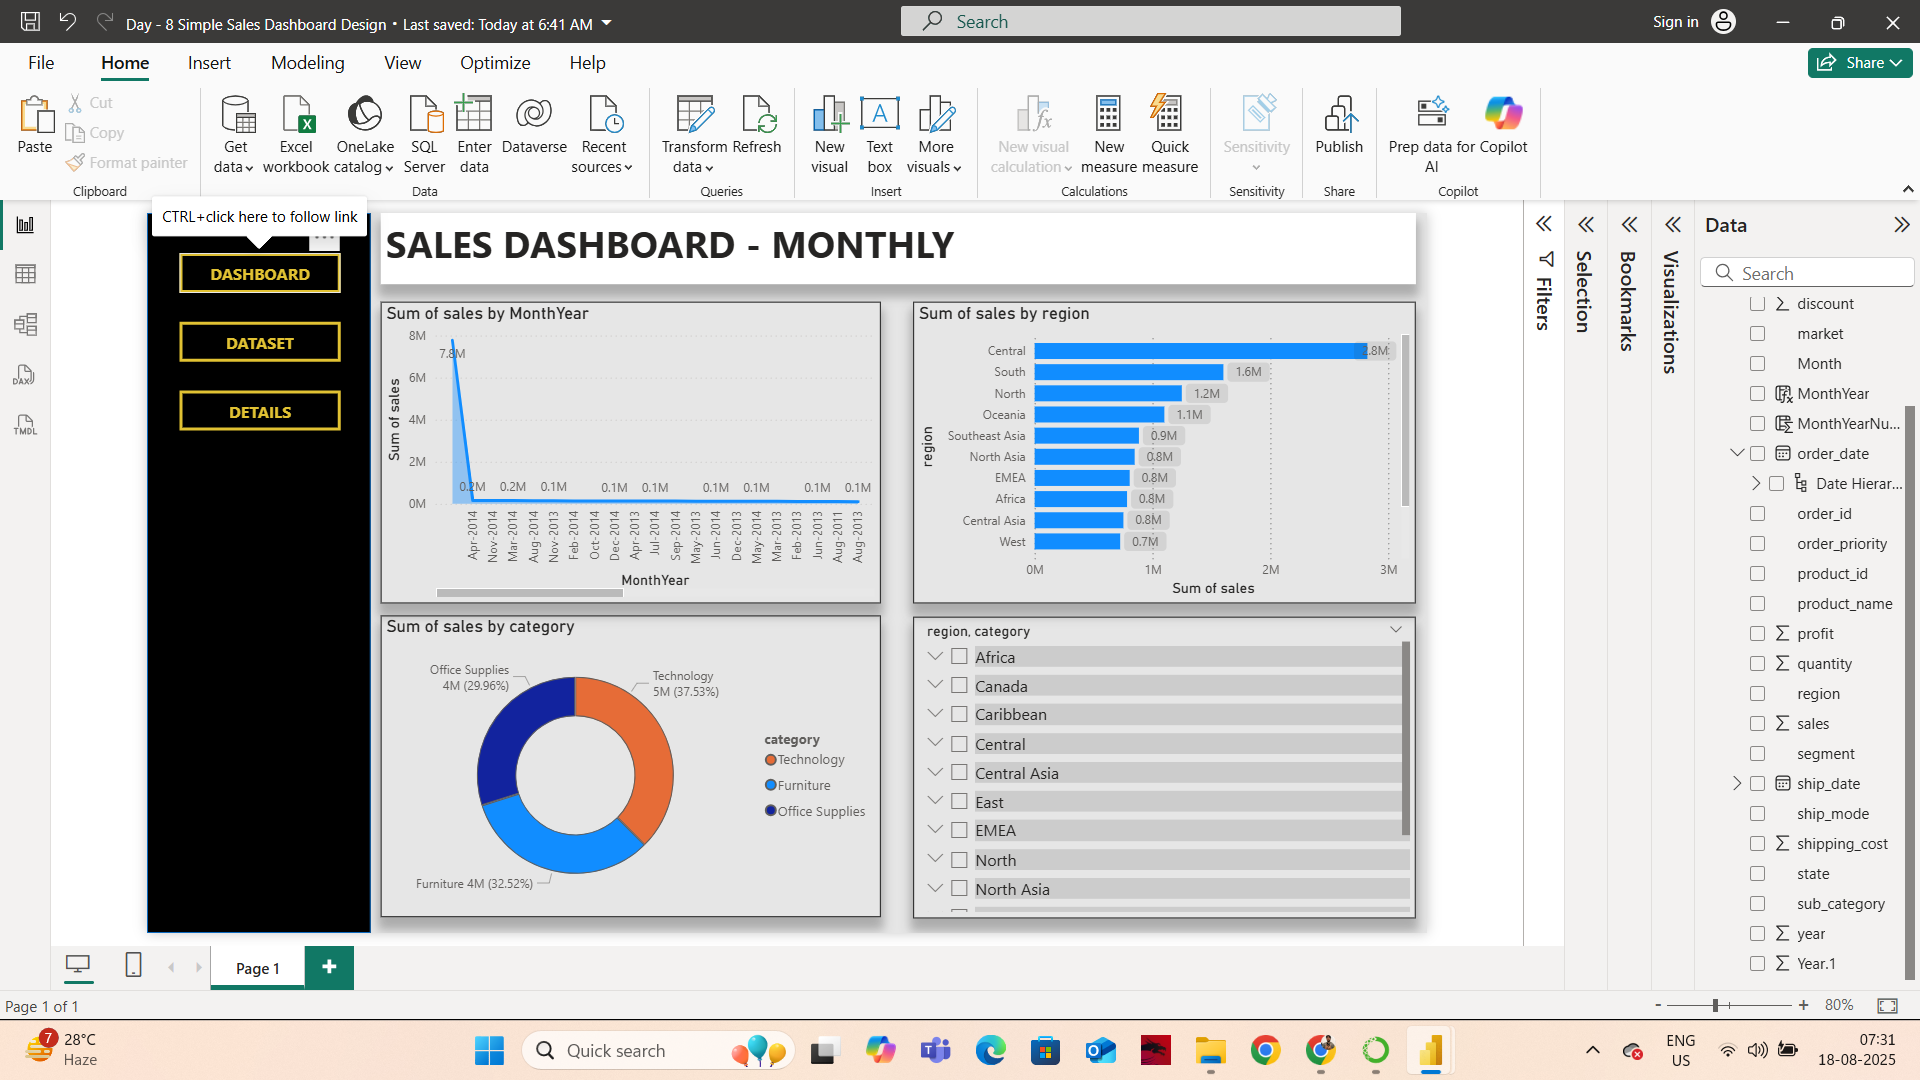 Day - 8 Simple Sales Dashboard Design • Last saved: Today at 6:41 AM
Search
Sign in
File
Home
Insert
Modeling
View
Optimize
Help
Share
Paste
Cut
Copy
Format painter
Clipboard
Get data
Excel workbook
OneLake catalog
SQL Server
Enter data
Dataverse
Recent sources
Data
Transform data
Refresh
Queries
New visual
Text box
More visuals
Insert
New visual calculation
New measure
Quick measure
Calculations
Sensitivity
Sensitivity
Publish
Share
Prep data for AI
Copilot
Copilot
CTRL+click here to follow link
DASHBOARD
DATASET
DETAILS
SALES DASHBOARD - MONTHLY
Sum of sales by MonthYear
Sum of sales
8M
6M
4M
2M
0M
7.8M
0.2M
0.2M
0.1M
0.1M
0.1M
0.1M
0.1M
0.1M
0.1M
Apr-2014
Nov-2014
Mar-2014
Aug-2014
Nov-2013
Feb-2014
Oct-2014
Dec-2014
Apr-2013
Jul-2014
Sep-2014
May-2013
Jun-2014
Dec-2013
May-2014
Mar-2013
Feb-2013
Jun-2013
Aug-2011
Aug-2013
MonthYear
Sum of sales by region
region
Central 2.8M
South 1.6M
North 1.2M
Oceania 1.1M
Southeast Asia 0.9M
North Asia 0.8M
EMEA 0.8M
Africa 0.8M
Central Asia 0.8M
West 0.7M
0M 1M 2M 3M
Sum of sales
Sum of sales by category
Office Supplies
4M (29.96%)
Technology
5M (37.53%)
Furniture 4M (32.52%)
category
Technology
Furniture
Office Supplies
region, category
Africa
Canada
Caribbean
Central
Central Asia
East
EMEA
North
North Asia
Filters
Selection
Bookmarks
Visualizations
Data
Search
discount
market
Month
MonthYear
MonthYearNu...
order_date
Date Hierar...
order_id
order_priority
product_id
product_name
profit
quantity
region
sales
segment
ship_date
ship_mode
shipping_cost
state
sub_category
year
Year.1
DAX
TMDL
Page 1
Page 1 of 1
- + 80%
7
28°C
Haze
Quick search
ENG
US
07:31
18-08-2025